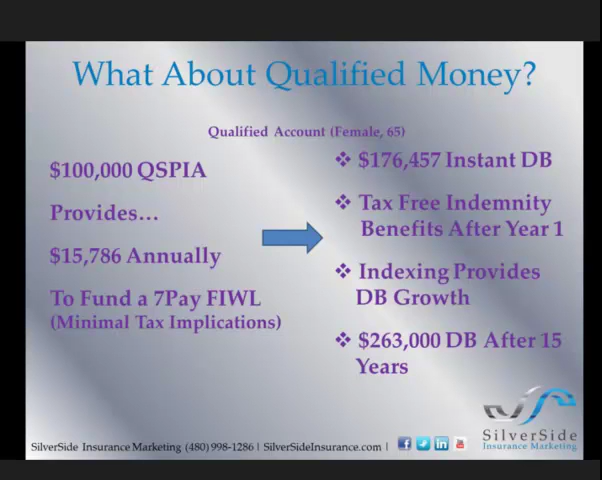 What About Qualified Money?
Qualified Account (Female, 65)
$100,000 QSPIA
Provides…
$15,786 Annually
To Fund a 7Pay FIWL
(Minimal Tax Implications)
❖ $176,457 Instant DB
❖ Tax Free Indemnity
Benefits After Year 1
❖ Indexing Provides
DB Growth
❖ $263,000 DB After 15
Years
SilverSide Insurance Marketing (480) 998-1286 | SilverSideInsurance.com |
SilverSide
Insurance Marketing